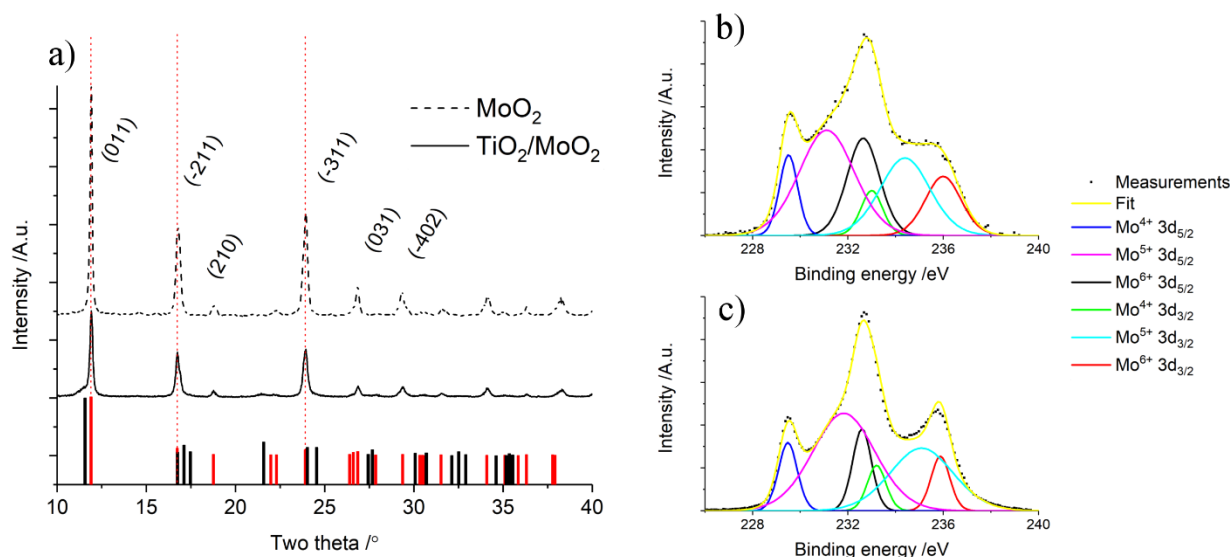 a)
MoO2
TiO2/MoO2
(011)
(-211)
(210)
(-311)
(031)
(-402)
Internsity /A.u.
10 15 20 25 30 35 40
Two theta /°
b)
Intensity /A.u.
228 232 236 240
Binding energy /eV
c)
Intensity /A.u.
228 232 236 240
Binding energy /eV
Measurements
Fit
Mo4+ 3d5/2
Mo5+ 3d5/2
Mo6+ 3d5/2
Mo4+ 3d3/2
Mo5+ 3d3/2
Mo6+ 3d3/2